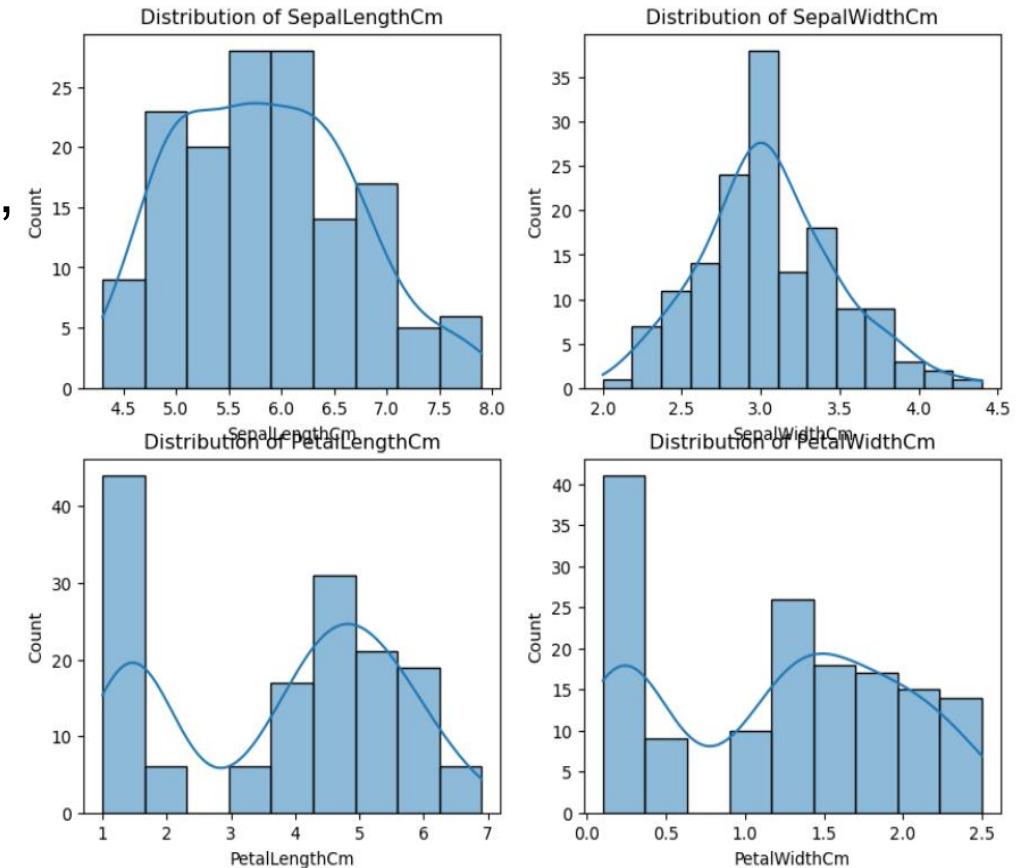 Distribution of SepalLengthCm
Distribution of SepalWidthCm
,
Count
25
20
15
10
5
0
4.5 5.0 5.5 6.0 6.5 7.0 7.5 8.0
SepalLengthCm
Count
35
30
25
20
15
10
5
0
2.0 2.5 3.0 3.5 4.0 4.5
SepalWidthCm
Distribution of PetalLengthCm
Distribution of PetalWidthCm
Count
40
30
20
10
0
1 2 3 4 5 6 7
PetalLengthCm
Count
40
35
30
25
20
15
10
5
0
0.0 0.5 1.0 1.5 2.0 2.5
PetalWidthCm